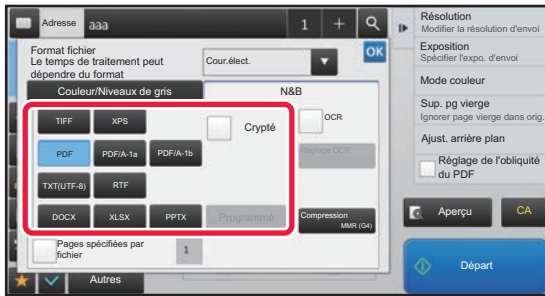 Adresse
aaa
1
+
Format fichier
Le temps de traitement peut
dépendre du format
Cour.élect.
OK
Couleur/Niveaux de gris
N&B
TIFF
XPS
Crypté
OCR
PDF
PDF/A-1a
PDF/A-1b
Réglage OCR
TXT(UTF-8)
RTF
DOCX
XLSX
PPTX
Programmé
Compression
MMR (G4)
Pages spécifiées par
fichier
1
Autres
Résolution
Modifier la résolution d'envoi
Exposition
Spécifier l'expo. d'envoi
Mode couleur
Sup. pg vierge
Ignorer page vierge dans orig.
Ajust. arrière plan
Réglage de l'obliquité
du PDF
Aperçu
CA
Départ